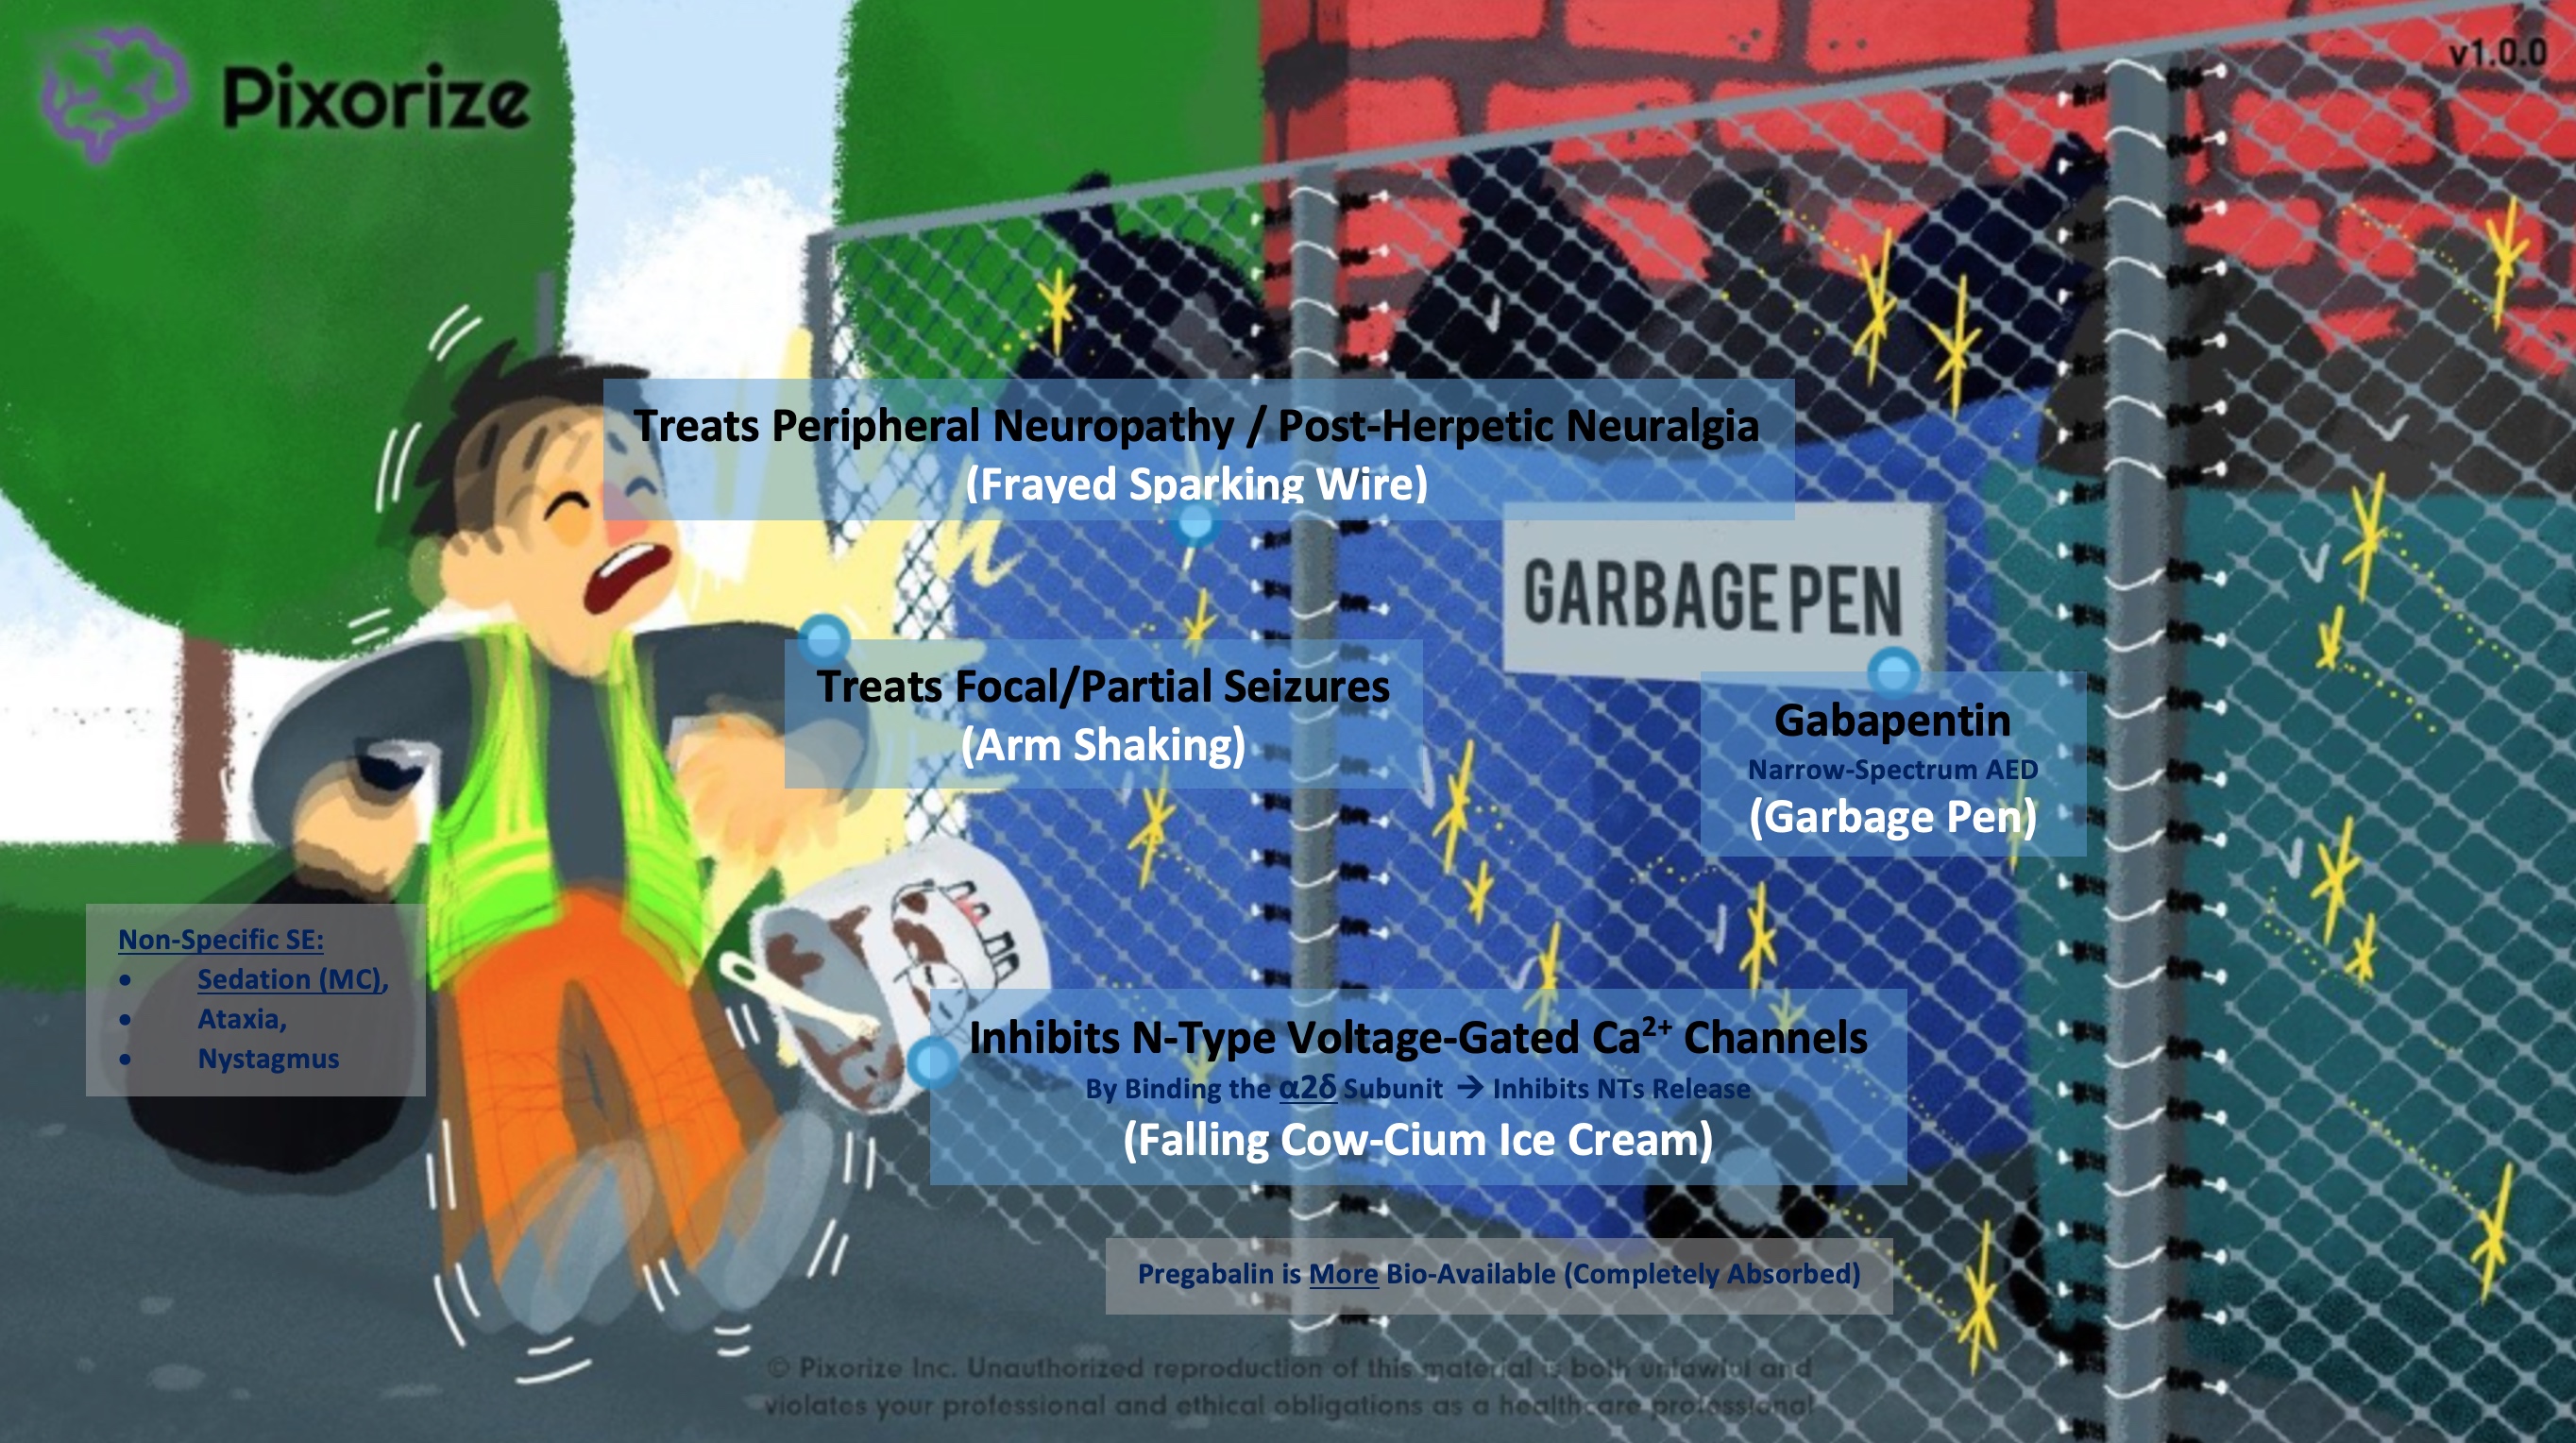 Pixorize
v1.0.0
Treats Peripheral Neuropathy / Post-Herpetic Neuralgia
(Frayed Sparking Wire)
GARBAGE PEN
Treats Focal/Partial Seizures
(Arm Shaking)
Gabapentin
Narrow-Spectrum AED
(Garbage Pen)
Non-Specific SE:
• Sedation (MC),
• Ataxia,
• Nystagmus
Inhibits N-Type Voltage-Gated Ca²⁺ Channels
By Binding the α2δ Subunit → Inhibits NTs Release
(Falling Cow-Cium Ice Cream)
Pregabalin is More Bio-Available (Completely Absorbed)
© Pixorize Inc. Unauthorized reproduction of this material is both unlawful and
violates your professional and ethical obligations as a healthcare professional